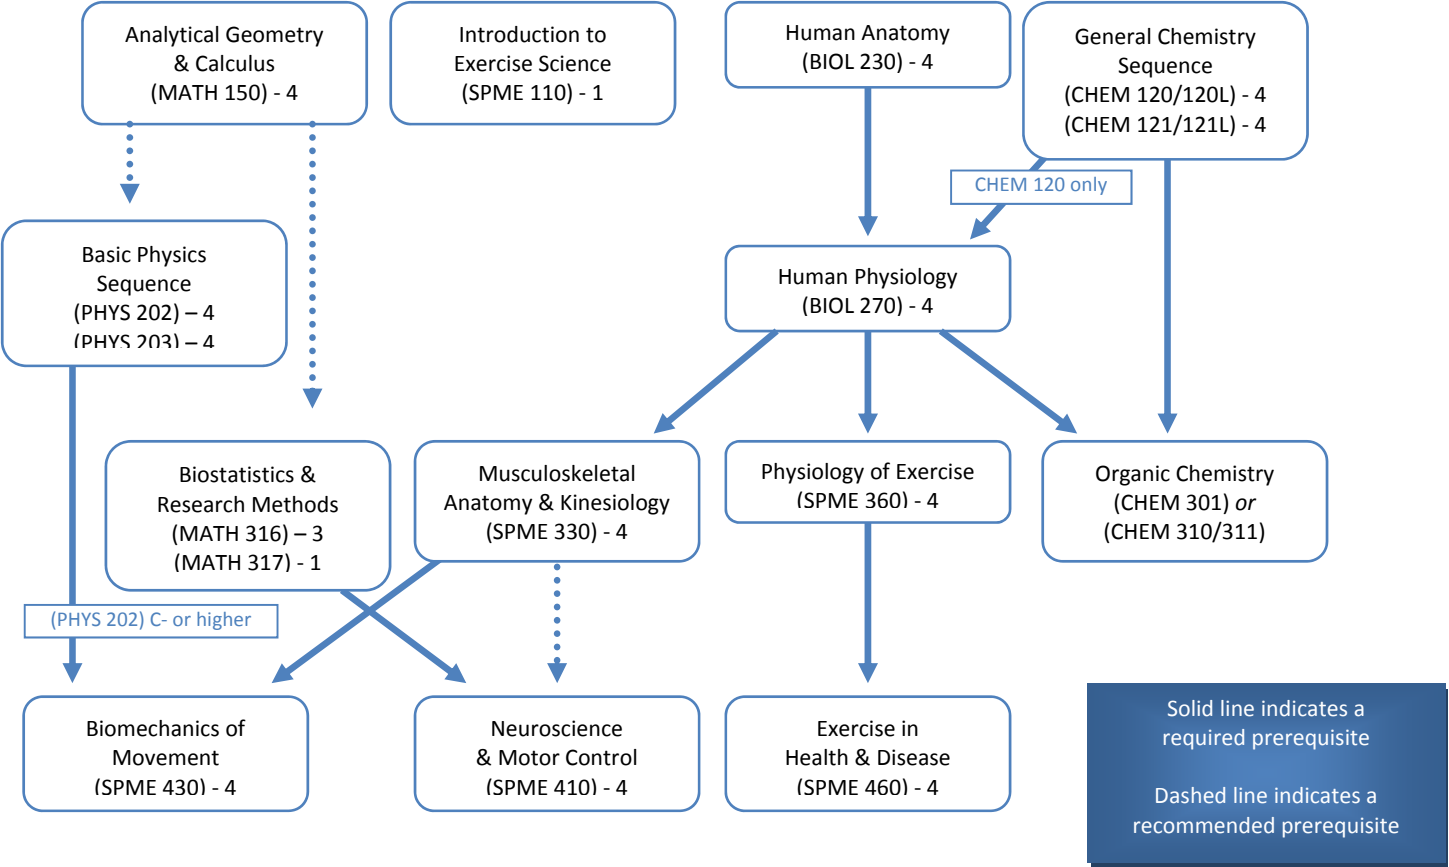 Analytical Geometry
& Calculus
(MATH 150) - 4
Introduction to
Exercise Science
(SPME 110) - 1
Human Anatomy
(BIOL 230) - 4
General Chemistry
Sequence
(CHEM 120/120L) - 4
(CHEM 121/121L) - 4
CHEM 120 only
Basic Physics
Sequence
(PHYS 202) – 4
(PHYS 203) – 4
Human Physiology
(BIOL 270) - 4
Biostatistics &
Research Methods
(MATH 316) – 3
(MATH 317) - 1
Musculoskeletal
Anatomy & Kinesiology
(SPME 330) - 4
Physiology of Exercise
(SPME 360) - 4
Organic Chemistry
(CHEM 301) or
(CHEM 310/311)
(PHYS 202) C- or higher
Biomechanics of
Movement
(SPME 430) - 4
Neuroscience
& Motor Control
(SPME 410) - 4
Exercise in
Health & Disease
(SPME 460) - 4
Solid line indicates a
required prerequisite
Dashed line indicates a
recommended prerequisite